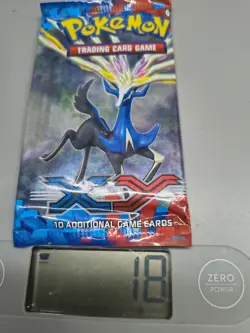 POKÉMON
TRADING CARD GAME
XY
10 ADDITIONAL GAME CARDS
18
ZERO
POWER